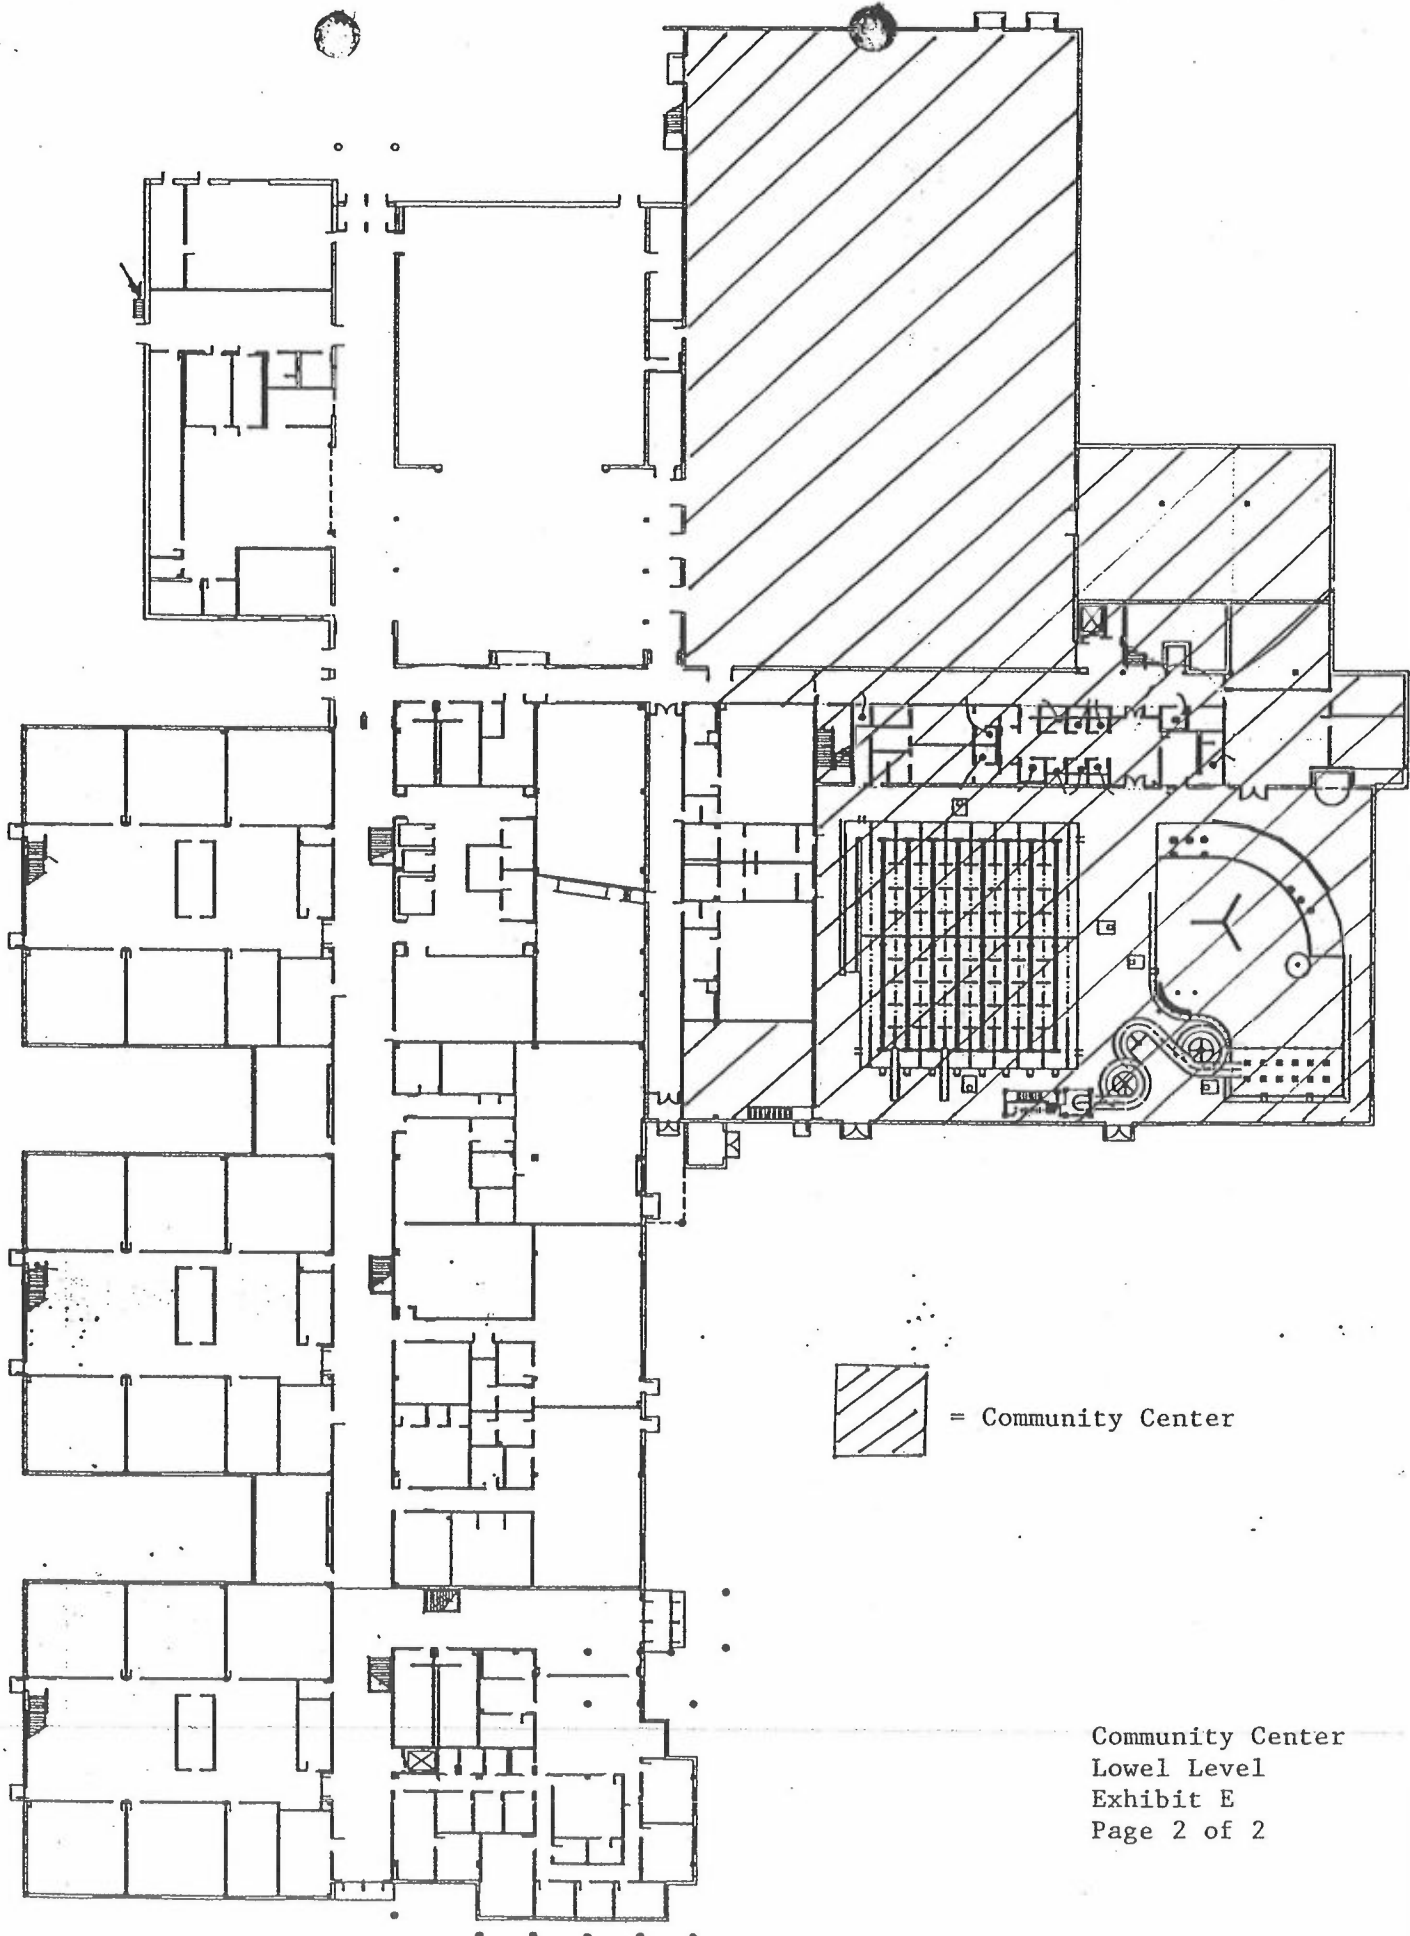 = Community Center
Community Center
Lowel Level
Exhibit E
Page 2 of 2